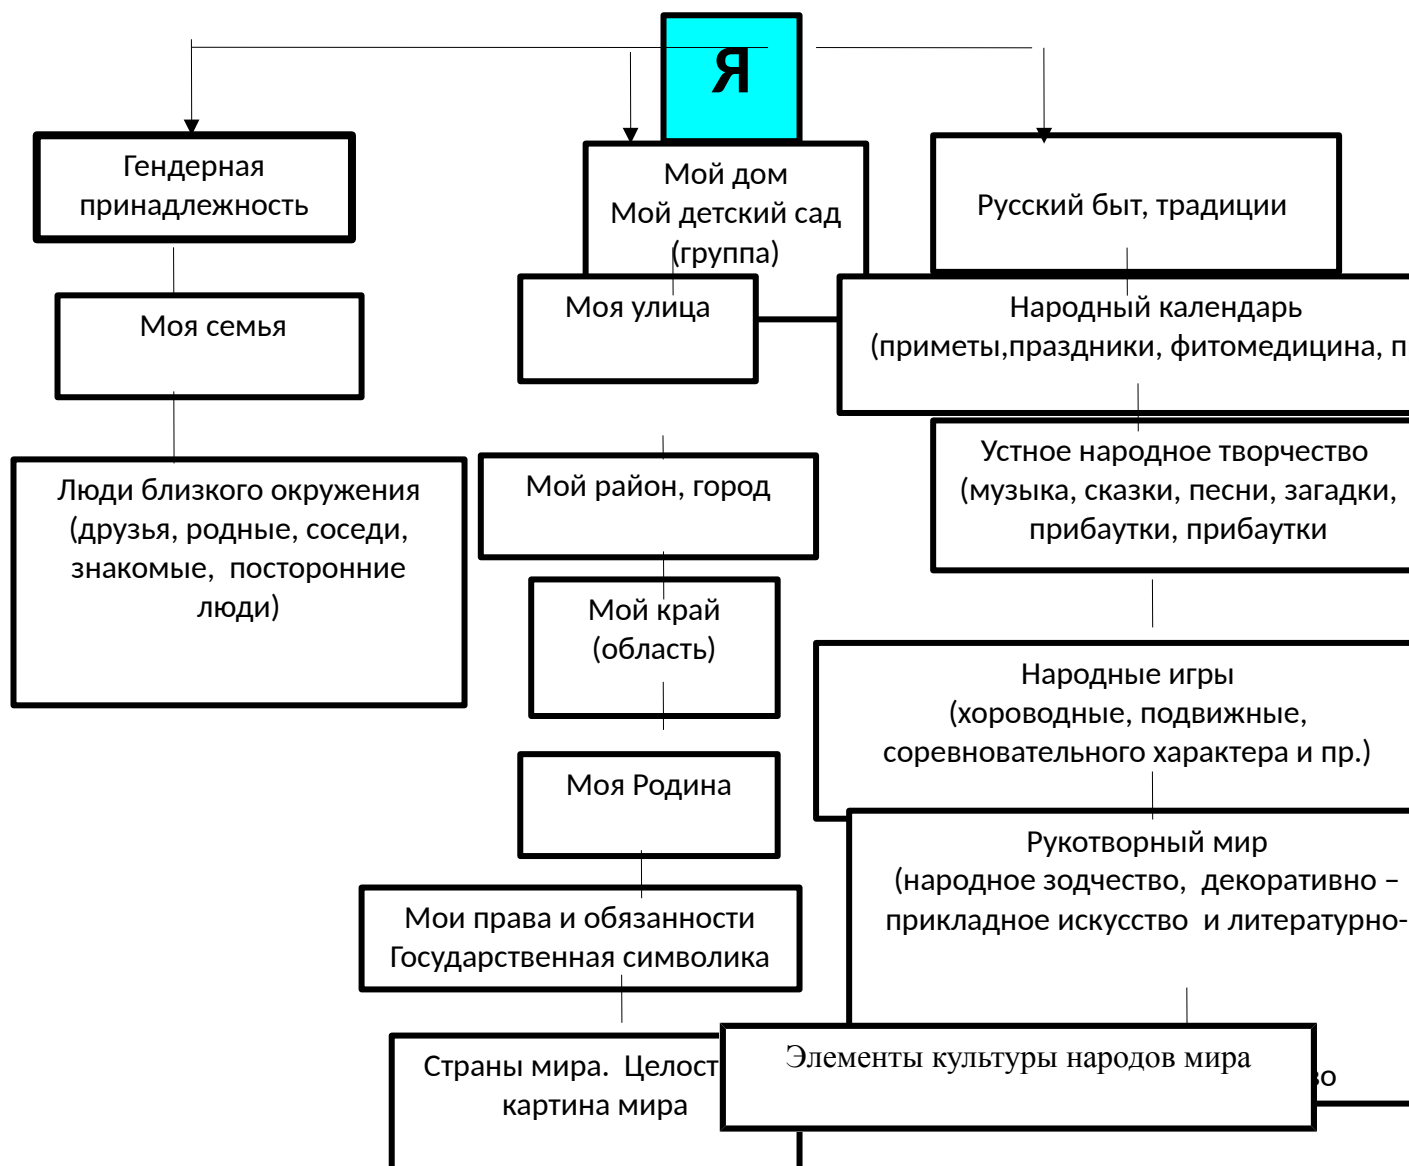 Я
Гендерная
принадлежность
Моя семья
Люди близкого окружения
(друзья, родные, соседи,
знакомые, посторонние
люди)
Мой дом
Мой детский сад
(группа)
Моя улица
Мой район, город
Мой край
(область)
Моя Родина
Мои права и обязанности
Государственная символика
Страны мира. Целост
картина мира
Русский быт, традиции
Народный календарь
(приметы,праздники, фитомедицина, п
Устное народное творчество
(музыка, сказки, песни, загадки,
прибаутки, прибаутки
Народные игры
(хороводные, подвижные,
соревновательного характера и пр.)
Рукотворный мир
(народное зодчество, декоративно –
прикладное искусство и литературно-
Элементы культуры народов мира